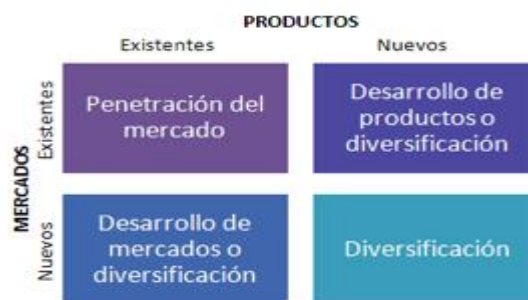 PRODUCTOS
Existentes
Nuevos
MERCADOS
Existentes
Penetración del
mercado
Desarrollo de
productos o
diversificación
Nuevos
Desarrollo de
mercados o
diversificación
Diversificación